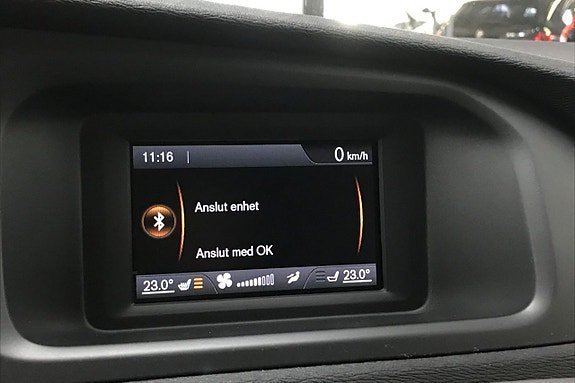 11:16
0 km/h
Anslut enhet
Anslut med OK
23.0° 23.0°